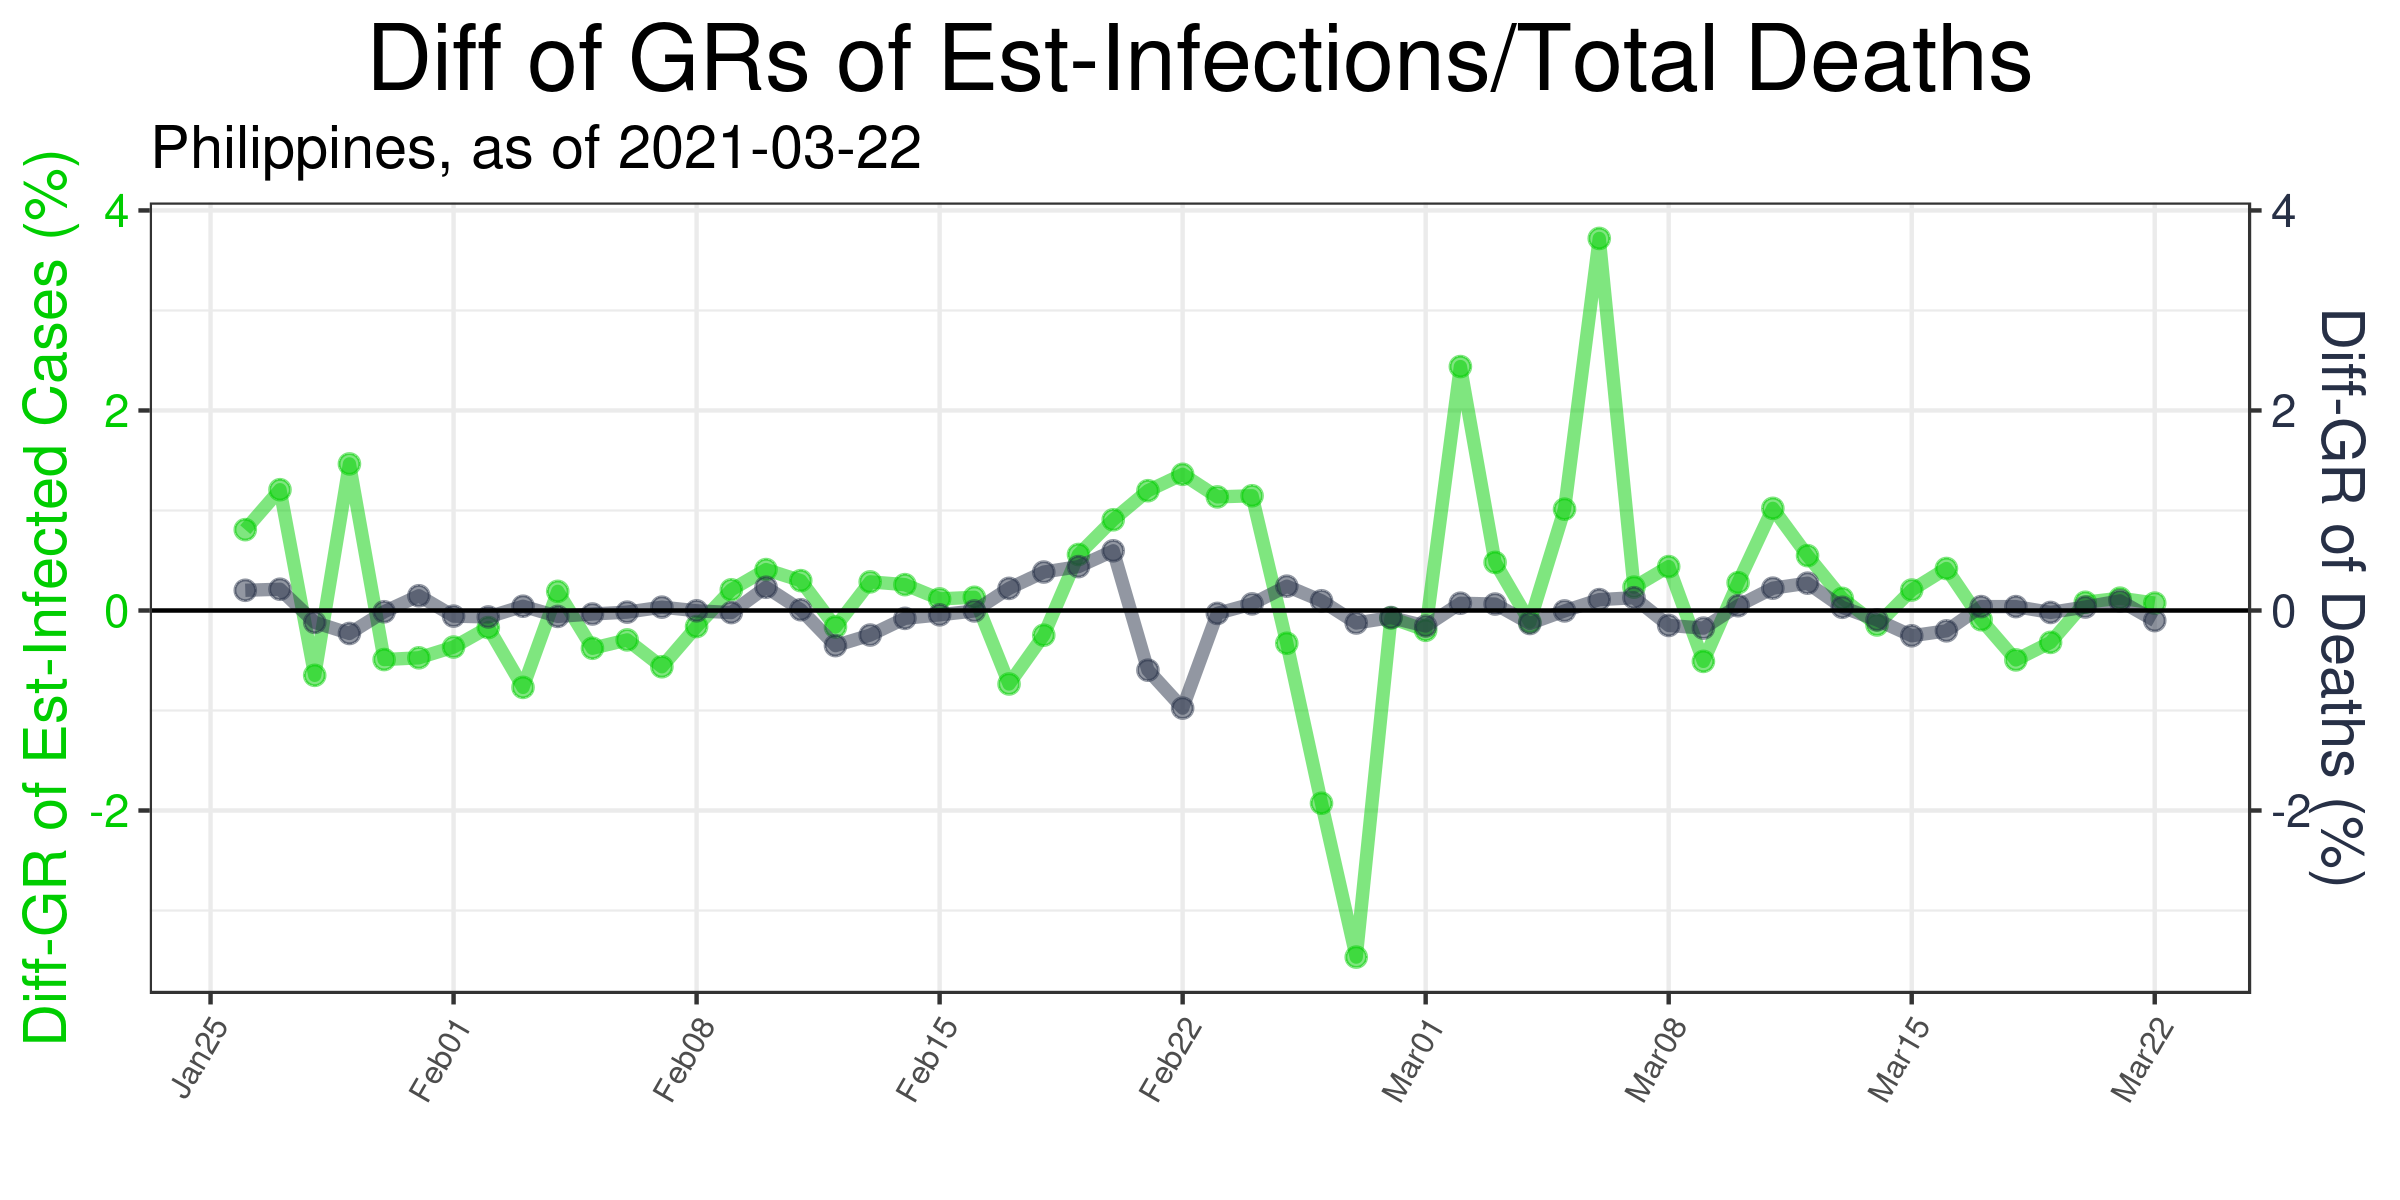 Diff of GRs of Est-Infections/Total Deaths
Philippines, as of 2021-03-22
Diff-GR of Est-Infected Cases (%)
4
2
0
-2
4
2
0
-2
Diff-GR of Deaths (%)
Jan25
Feb01
Feb08
Feb15
Feb22
Mar01
Mar08
Mar15
Mar22